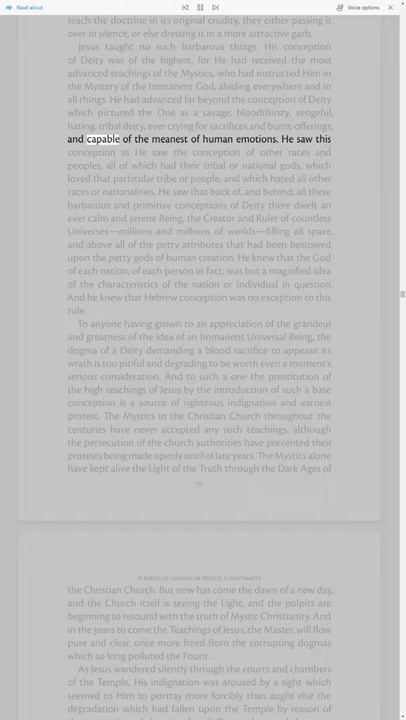 Read aloud
Voice options
teach the doctrine in its original crudity, they either passing it
over in silence, or else dressing it in a more attractive garb.
Jesus taught no such barbarous things. His conception
of Deity was of the highest, for He had received the most
advanced teachings of the Mystics, who had instructed Him in
the Mystery of the Immanent God, abiding everywhere and in
all things. He had advanced far beyond the conception of Deity
which pictured the One as a savage, bloodthirsty, vengeful,
hating, tribal deity, ever crying for sacrifices and burnt-offerings,
and capable of the meanest of human emotions. He saw this
conception as He saw the conception of other races and
peoples, all of which had their tribal or national gods, which
loved that particular tribe or people, and which hated all other
races or nationalities. He saw that back of, and behind, all these
barbarous and primitive conceptions of Deity there dwelt an
ever calm and serene Being, the Creator and Ruler of countless
Universes—millions and millions of worlds—filling all space,
and above all of the petty attributes that had been bestowed
upon the petty gods of human creation. He knew that the God
of each nation, of each person in fact, was but a magnified idea
of the characteristics of the nation or individual in question.
And he knew that Hebrew conception was no exception to this
rule.
To anyone having grown to an appreciation of the grandeur
and greatness of the idea of an Immanent Universal Being, the
dogma of a Deity demanding a blood sacrifice to appease its
wrath is too pitiful and degrading to be worth even a moment's
serious consideration. And to such a one the prostitution of
the high teachings of Jesus by the introduction of such a base
conception is a source of righteous indignation and earnest
protest. The Mystics in the Christian Church throughout the
centuries have never accepted any such teachings, although
the persecution of the church authorities have prevented their
protests being made openly until of late years. The Mystics alone
have kept alive the Light of the Truth through the Dark Ages of
A Series of Lessons in Mystic Christianity
the Christian Church. But now has come the dawn of a new day,
and the Church itself is seeing the Light, and the pulpits are
beginning to rescund with the truth of Mystic Christianity. And
in the years to come the Teachings of Jesus, the Master, will flow
pure and clear, once more freed from the corrupting dogmas
which so long polluted the Fount.
As Jesus wandered silently through the courts and chambers
of the Temple, His indignation was aroused by a sight which
seemed to Him to portray more forcibly than aught else the
degradation which had fallen upon the Temple by reason of